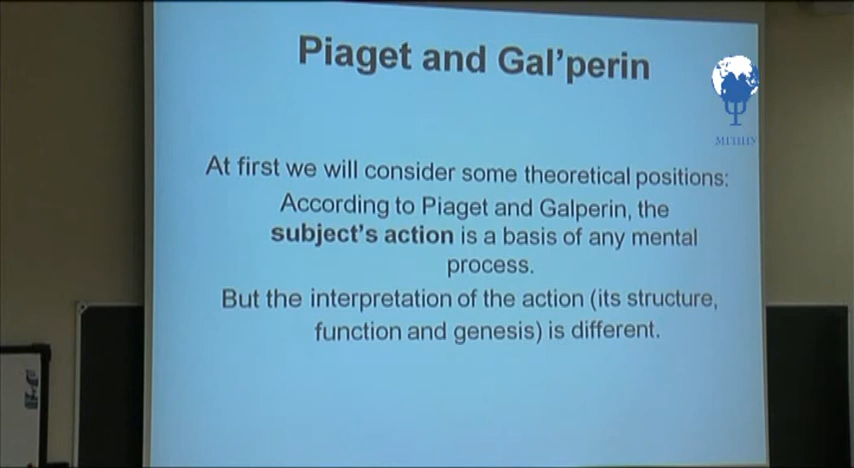 Piaget and Gal'perin
МГППУ
At first we will consider some theoretical positions:
According to Piaget and Galperin, the
subject's action is a basis of any mental
process.
But the interpretation of the action (its structure,
function and genesis) is different.